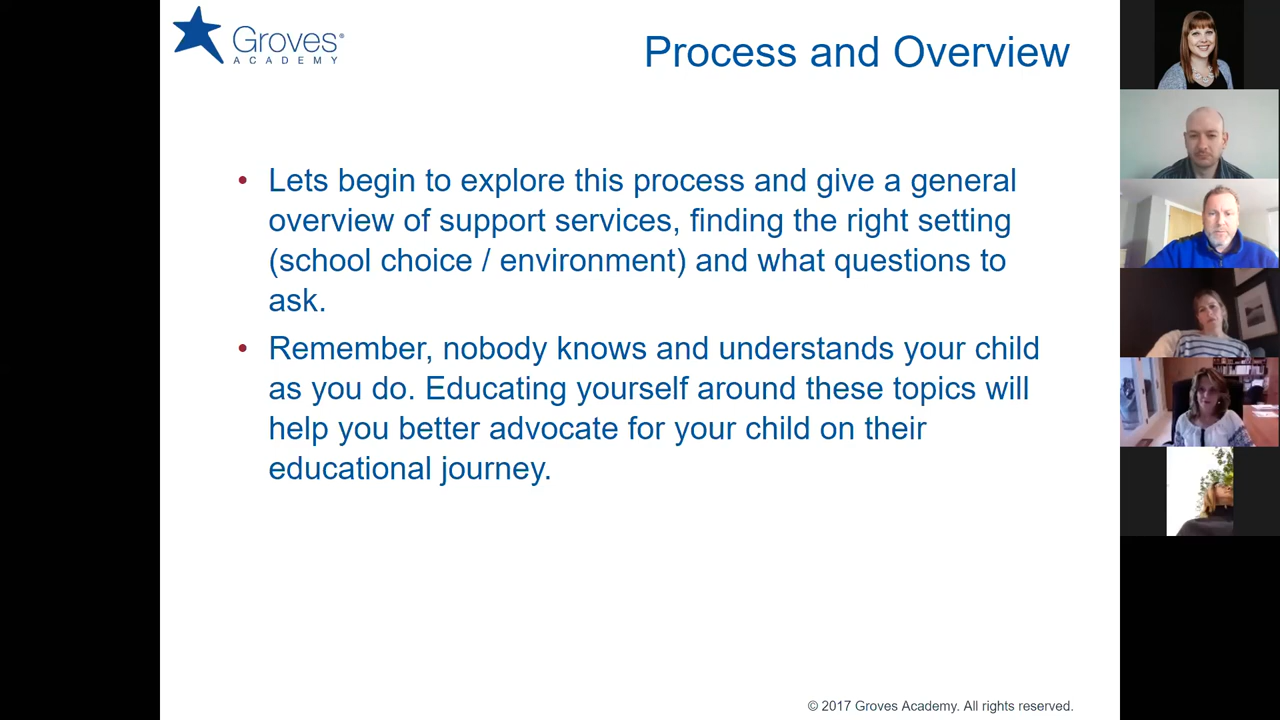 Groves®
ACADEMY
Process and Overview
• Lets begin to explore this process and give a general
overview of support services, finding the right setting
(school choice / environment) and what questions to
ask.
• Remember, nobody knows and understands your child
as you do. Educating yourself around these topics will
help you better advocate for your child on their
educational journey.
© 2017 Groves Academy. All rights reserved.